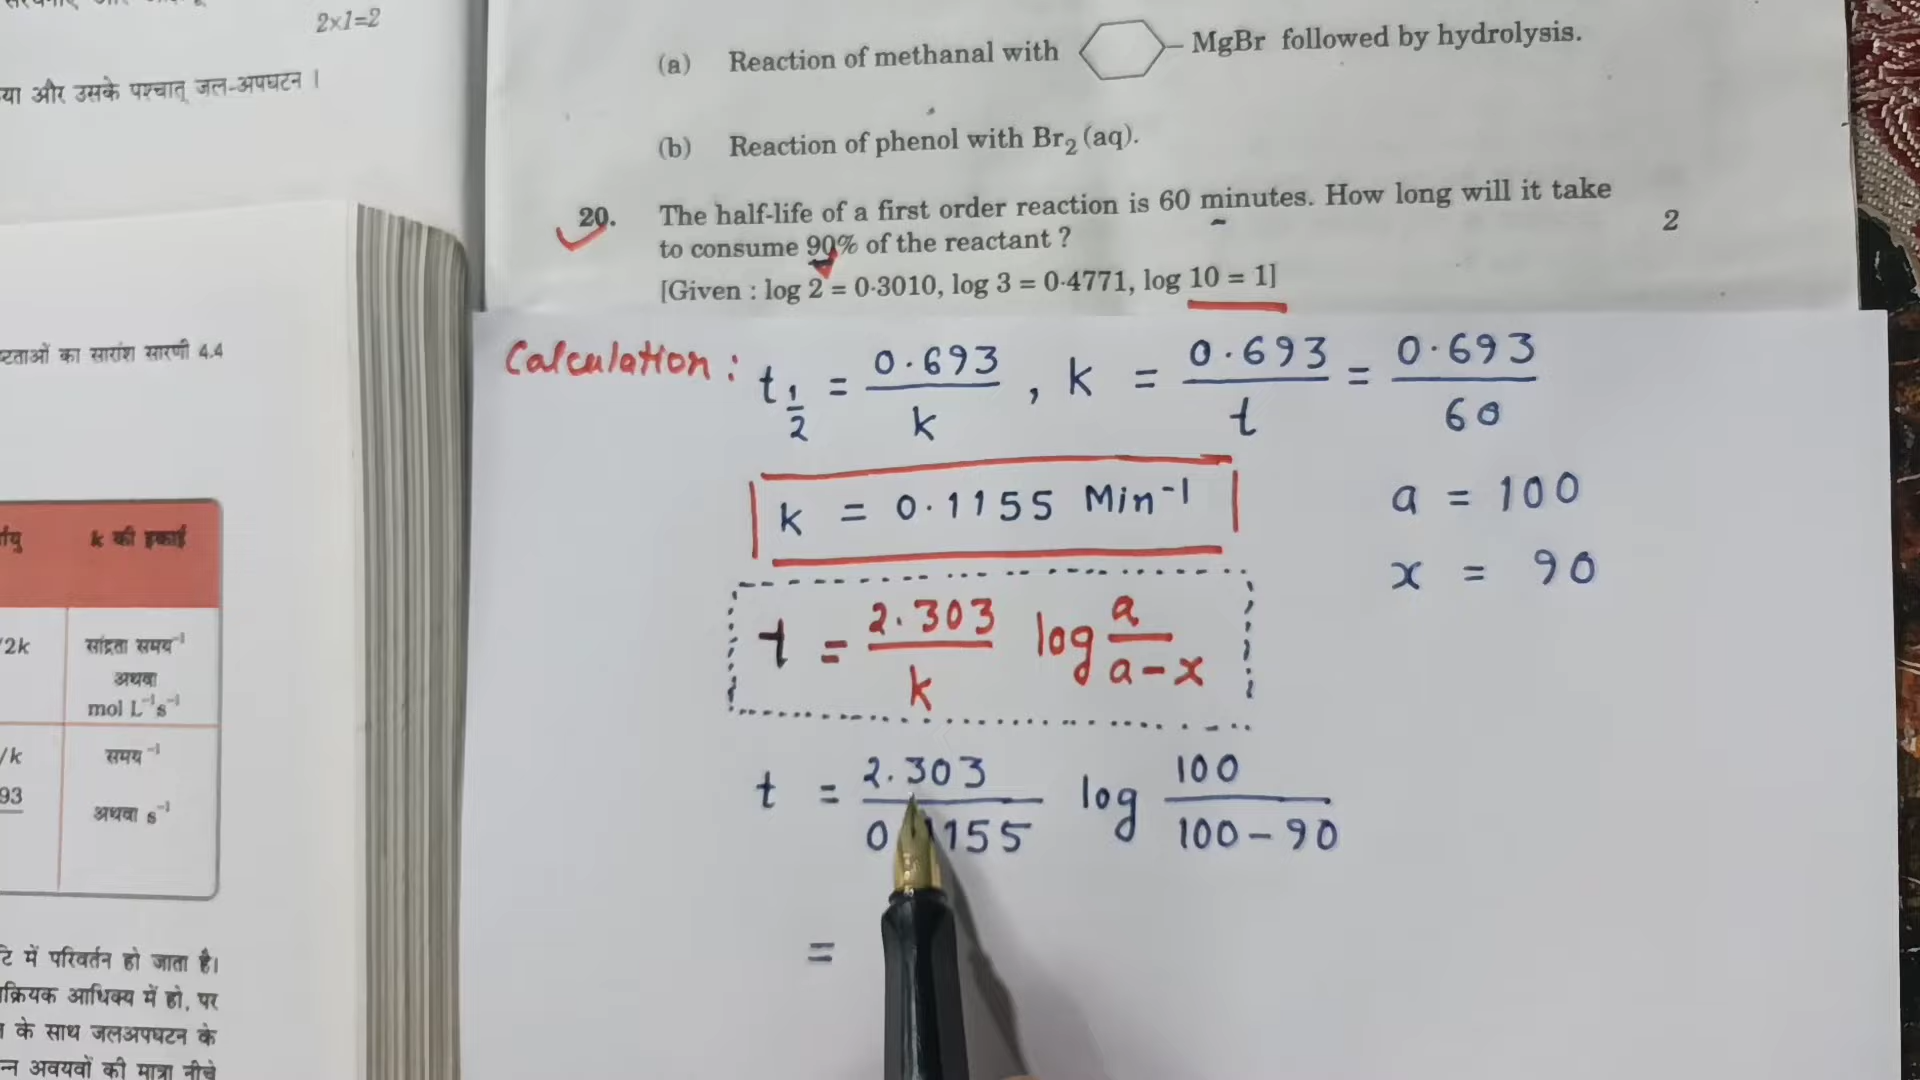 2×1=2
और उसके पश्चात् जल-अपघटन ।
(a) Reaction of methanal with – MgBr followed by hydrolysis.
(b) Reaction of phenol with Br₂ (aq).
20. The half-life of a first order reaction is 60 minutes. How long will it take
to consume 90% of the reactant ?
2
[Given : log 2 = 0·3010, log 3 = 0·4771, log 10 = 1]
का सारांश सारणी 4.4
k की इकाई
/2k
सांद्रता समय⁻¹
अथवा
mol L⁻¹s⁻¹
/k
समय⁻¹
93
अथवा s⁻¹
में परिवर्तन हो जाता है।
आधिक्य में हो, पर
के साथ जलअपघटन के
अवयवों की मात्रा नीचे
Calculation : t½ = 0.693/k , k = 0.693/t = 0.693/60
k = 0.1155 Min⁻¹
a = 100
x = 90
t = 2.303/k log a/a-x
t = 2.303/0.1155 log 100/100-90
=